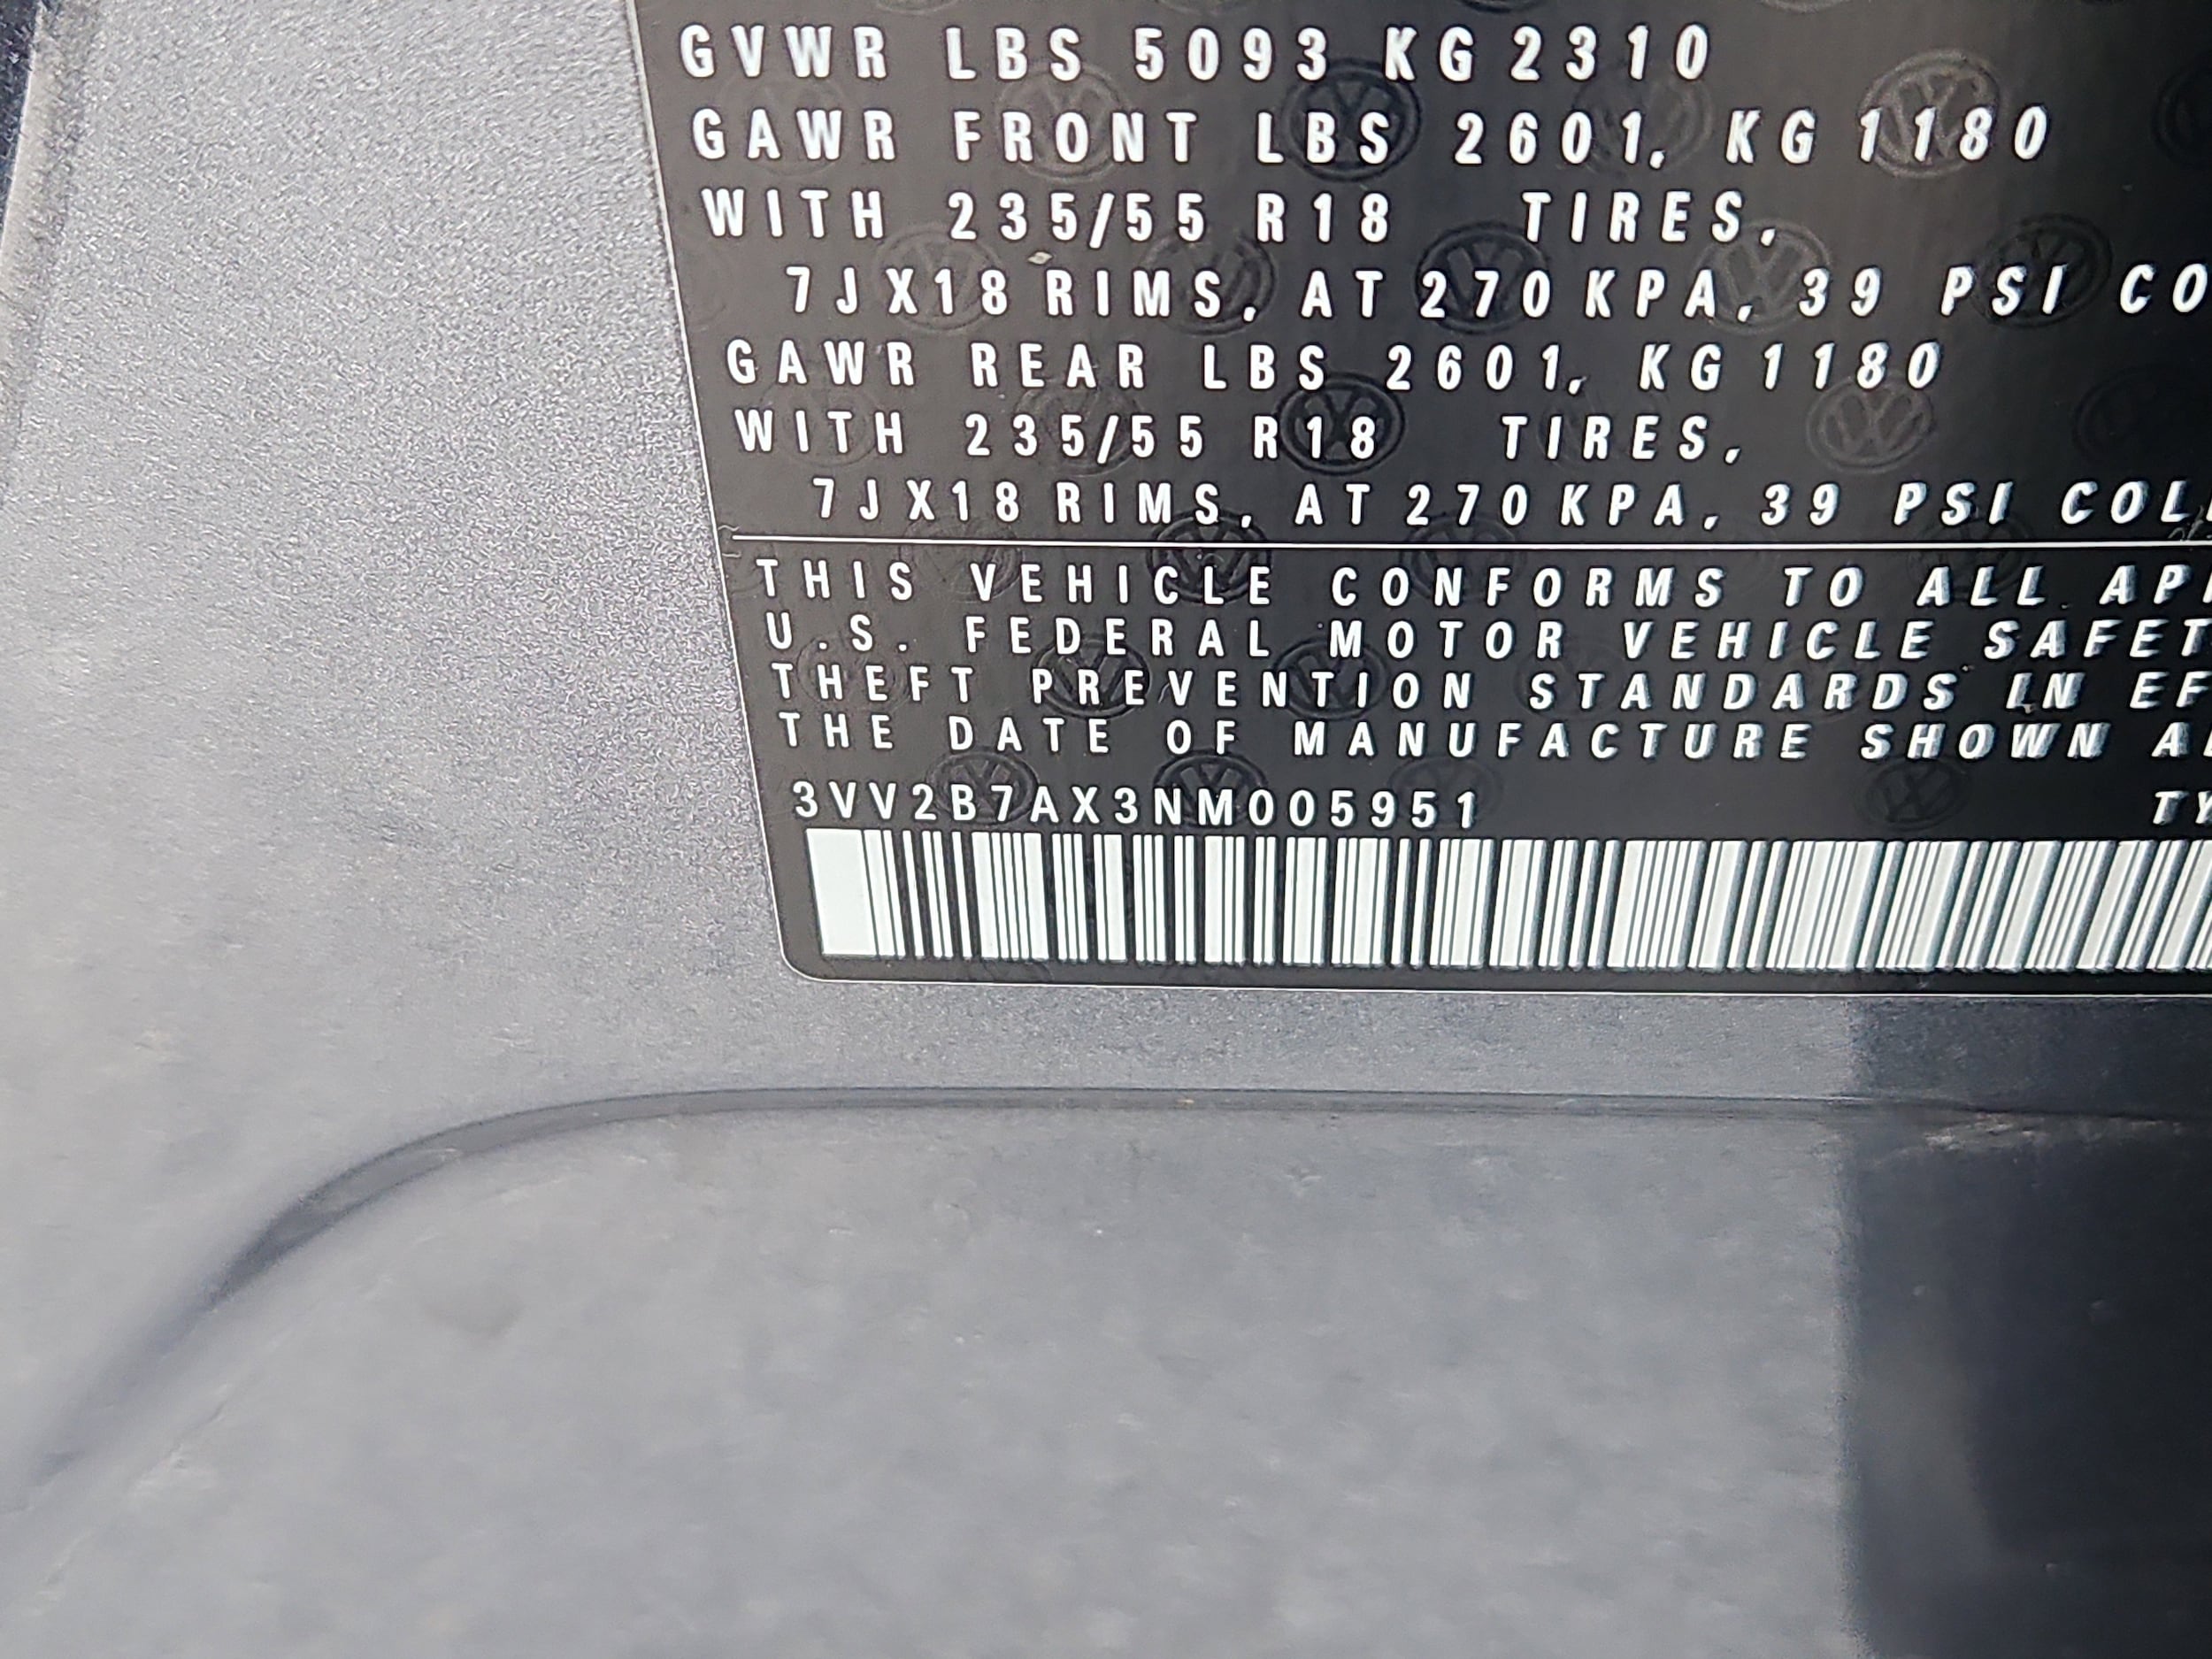 GVWR LBS 5093 KG 2310
GAWR FRONT LBS 2601, KG 1180
WITH 235/55 R18 TIRES,
7JX18 RIMS, AT 270 KPA, 39 PSI CO
GAWR REAR LBS 2601, KG 1180
WITH 235/55 R18 TIRES,
7JX18 RIMS, AT 270 KPA, 39 PSI COL
THIS VEHICLE CONFORMS TO ALL AP
U.S. FEDERAL MOTOR VEHICLE SAFET
THEFT PREVENTION STANDARDS IN EF
THE DATE OF MANUFACTURE SHOWN A
3VV2B7AX3NM005951 TY